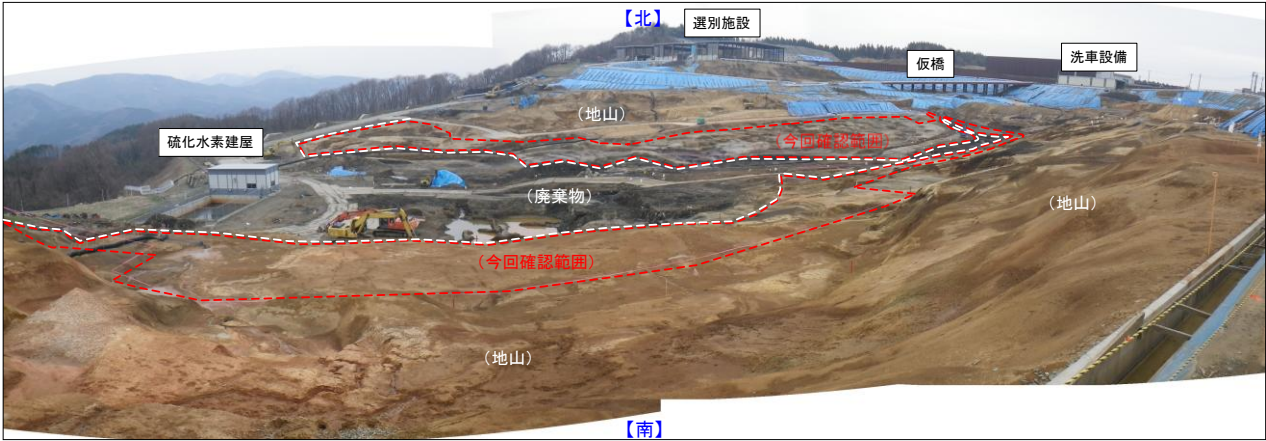 【北】
選別施設
仮橋
洗車設備
（地山）
硫化水素建屋
（今回確認範囲）
（廃棄物）
（地山）
（今回確認範囲）
（地山）
【南】